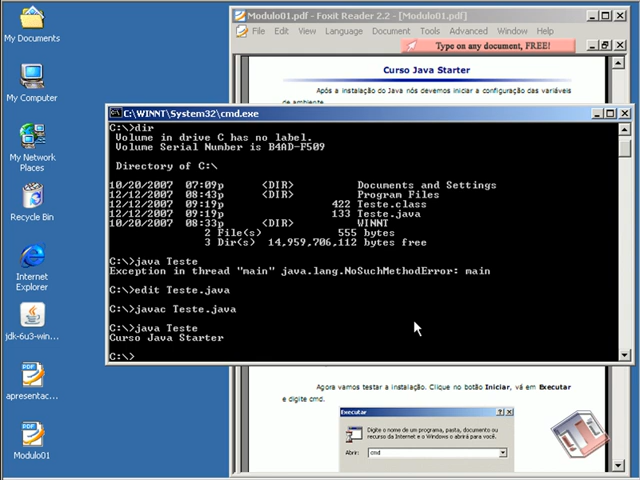 My Documents
My Computer
My Network
Places
Recycle Bin
Internet
Explorer
jdk-6u3-win...
apresentac...
Modulo01
Modulo01.pdf - Foxit Reader 2.2 - [Modulo01.pdf]
File Edit View Language Document Tools Advanced Window Help
Type on any document, FREE!
Curso Java Starter
Após a instalação do Java nós devemos iniciar a configuração das variáveis
de ambiente
C:\WINNT\System32\cmd.exe
C:\>dir
Volume in drive C has no label.
Volume Serial Number is B4AD-F509
Directory of C:\
10/20/2007 07:09p <DIR> Documents and Settings
12/12/2007 08:43p <DIR> Program Files
12/12/2007 09:19p 422 Teste.class
12/12/2007 09:19p 133 Teste.java
10/20/2007 08:33p <DIR> WINNT
2 File(s) 555 bytes
3 Dir(s) 14,959,706,112 bytes free
C:\>java Teste
Exception in thread "main" java.lang.NoSuchMethodError: main
C:\>edit Teste.java
C:\>javac Teste.java
C:\>java Teste
Curso Java Starter
C:\>
Agora vamos testar a instalação. Clique no botão Iniciar, vá em Executar
e digite cmd.
Executar
Digite o nome de um programa, pasta, documento ou
recurso da Internet e o Windows o abrirá para você.
Abrir: cmd